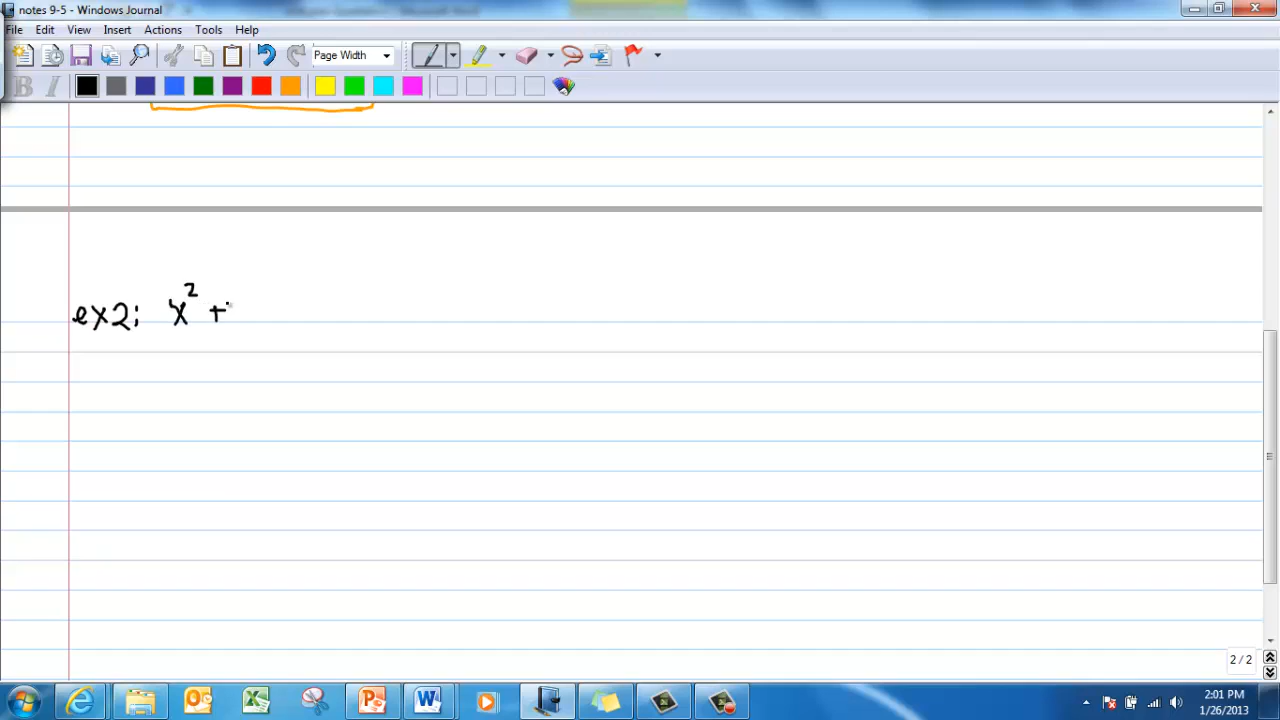 notes 9-5 - Windows Journal
File Edit View Insert Actions Tools Help
Page Width
B I
ex2; x² +
2 / 2
2:01 PM
1/26/2013